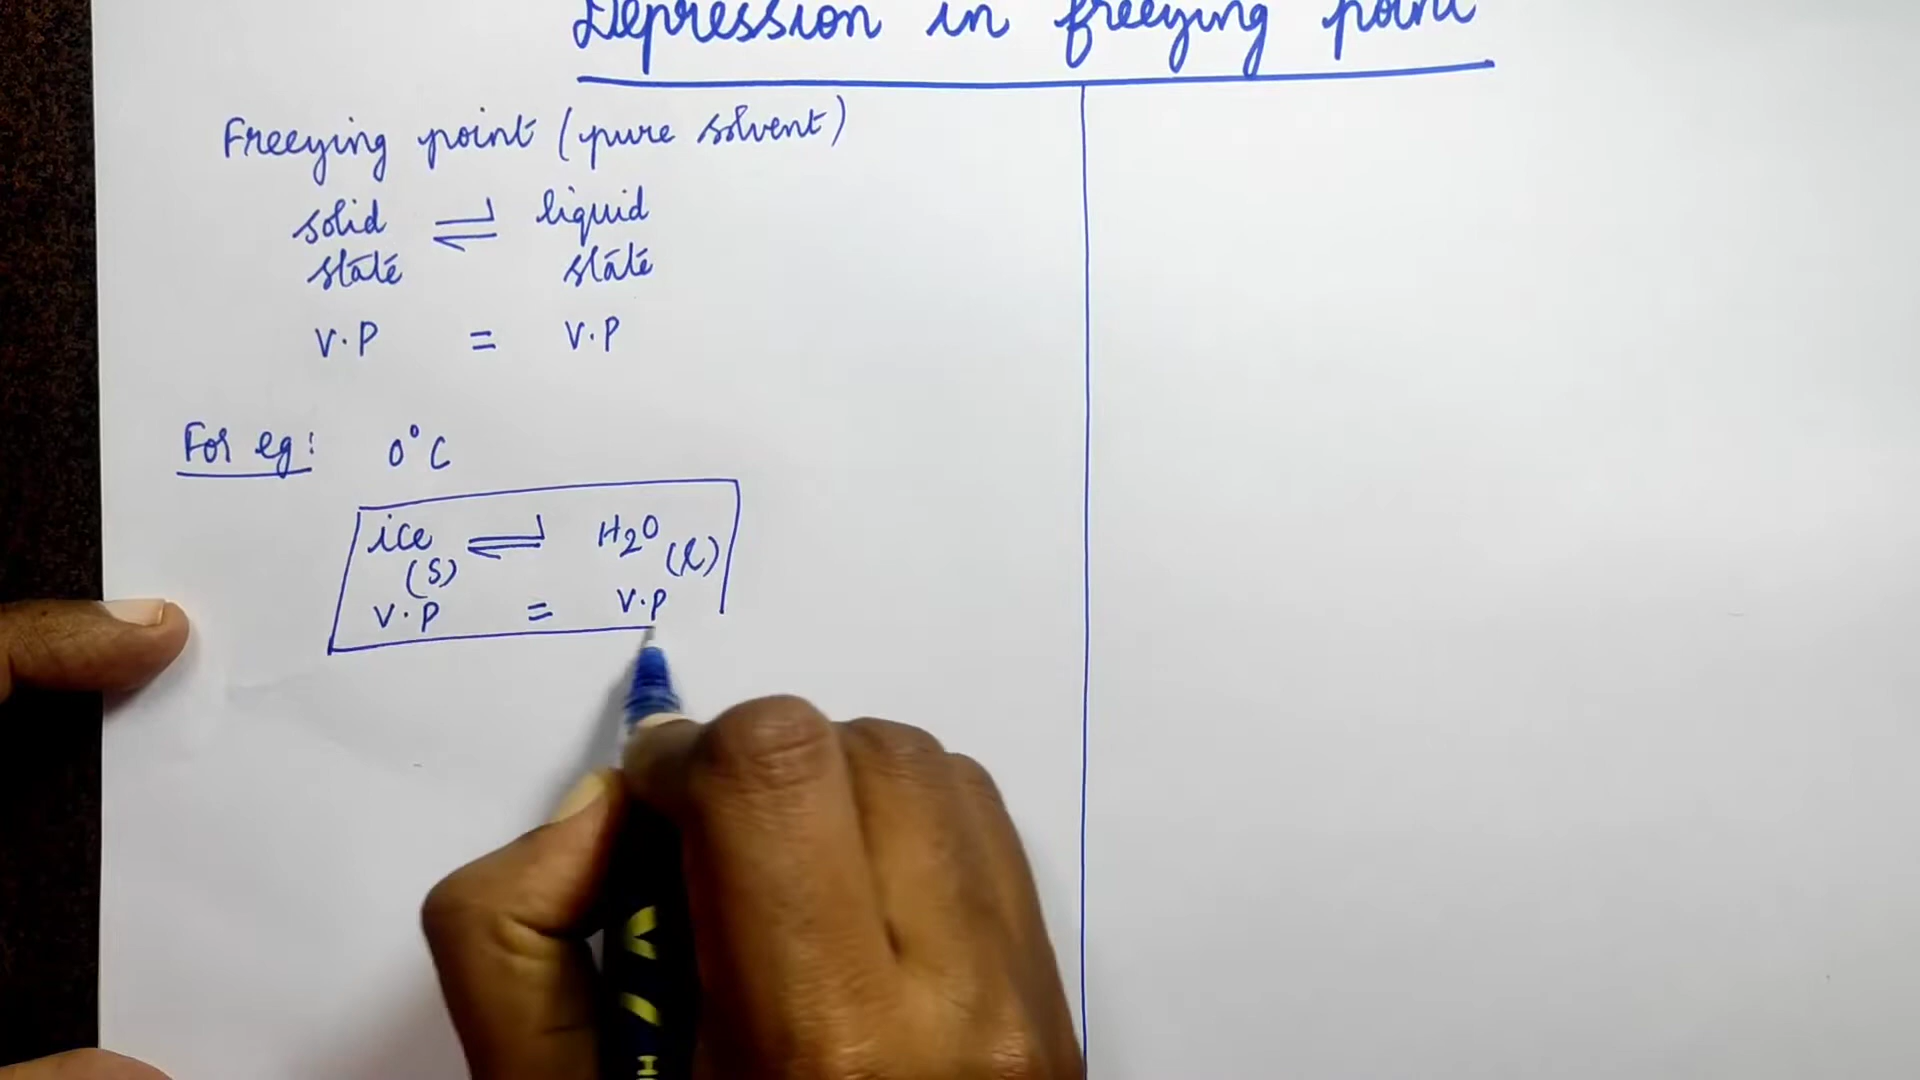 Depression in freezing point
Freezing point (pure solvent)
solid ⇌ liquid
state state
V.P = V.P
For eg: 0°C
ice (s) ⇌ H2O (l)
V.P = V.P